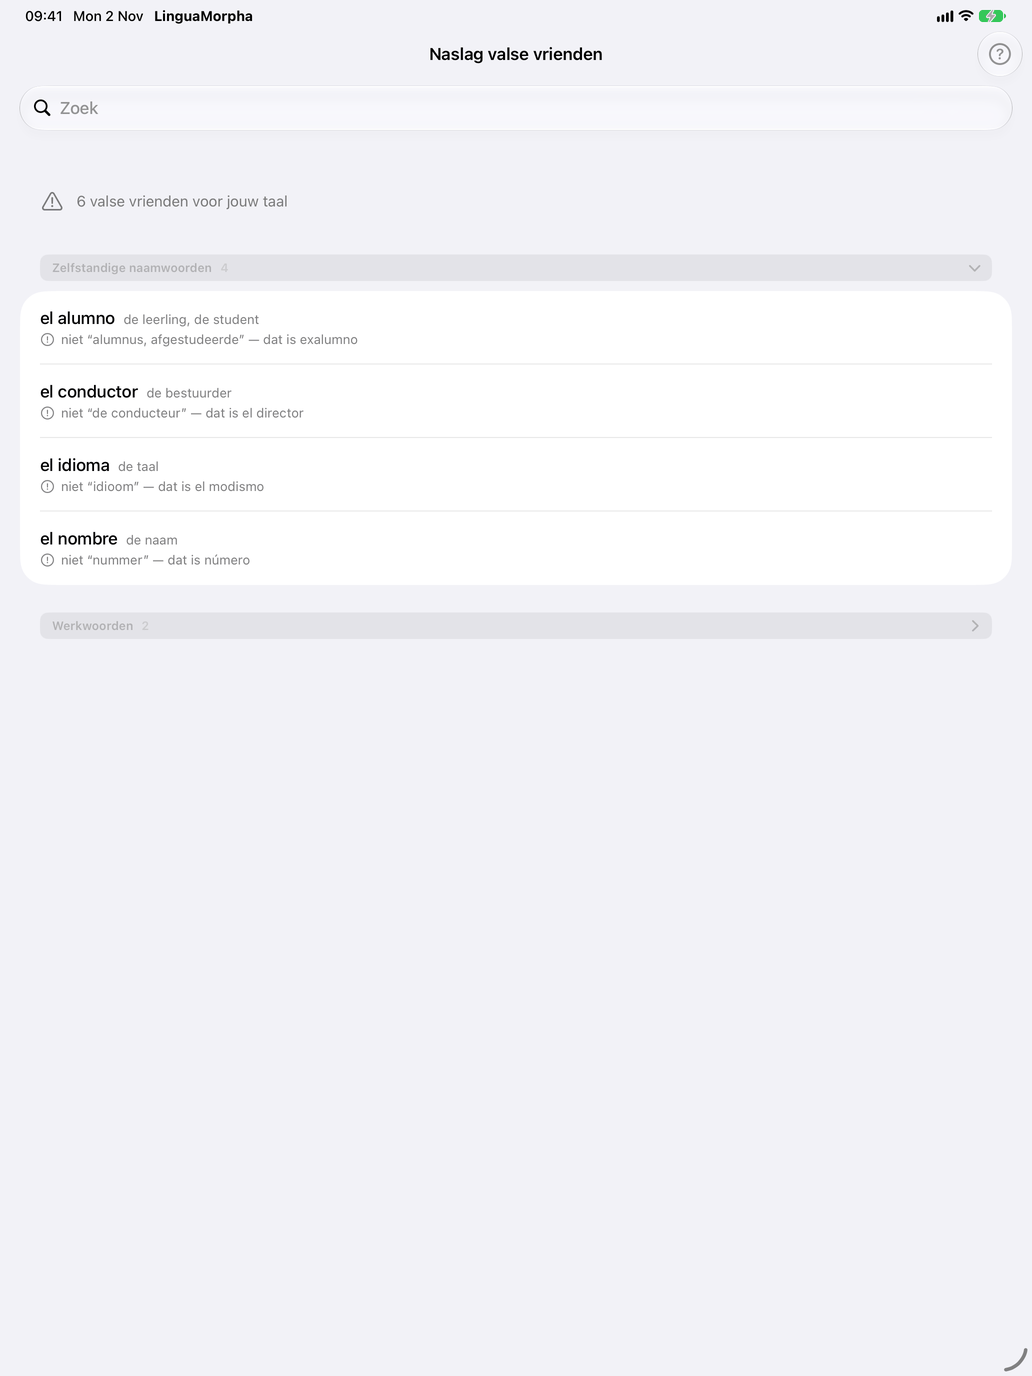 09:41 Mon 2 Nov LinguaMorpha
Naslag valse vrienden
Zoek
6 valse vrienden voor jouw taal
Zelfstandige naamwoorden 4
el alumno de leerling, de student
niet “alumnus, afgestudeerde” — dat is exalumno
el conductor de bestuurder
niet “de conducteur” — dat is el director
el idioma de taal
niet “idioom” — dat is el modismo
el nombre de naam
niet “nummer” — dat is número
Werkwoorden 2